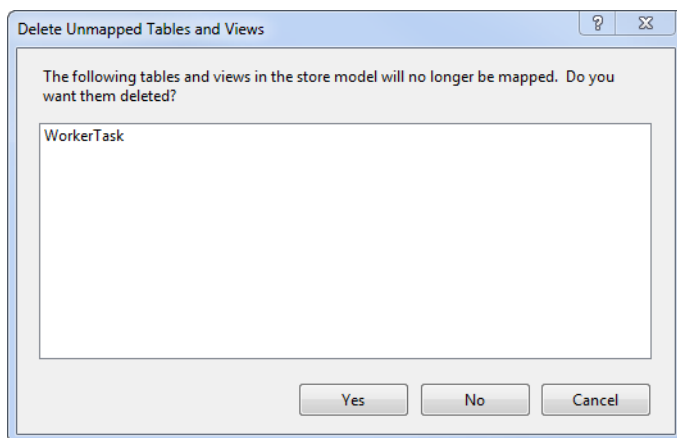 Delete Unmapped Tables and Views
The following tables and views in the store model will no longer be mapped.  Do you
want them deleted?
WorkerTask
Yes
No
Cancel